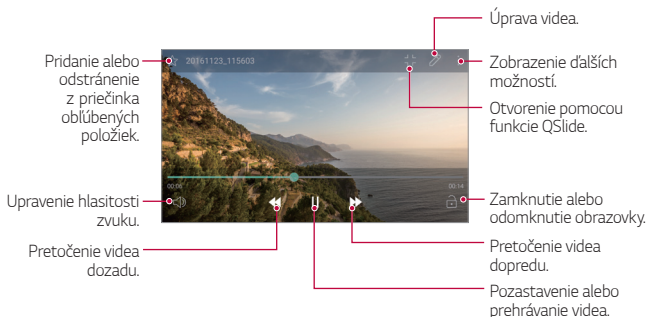 Úprava videa.
Pridanie alebo
odstránenie
z priečinka
obľúbených
položiek.
20161123_115603
Zobrazenie ďalších
možností.
Otvorenie pomocou
funkcie QSlide.
00:06
00:14
Upravenie hlasitosti
zvuku.
Zamknutie alebo
odomknutie obrazovky.
Pretočenie videa
dozadu.
Pretočenie videa
dopredu.
Pozastavenie alebo
prehrávanie videa.